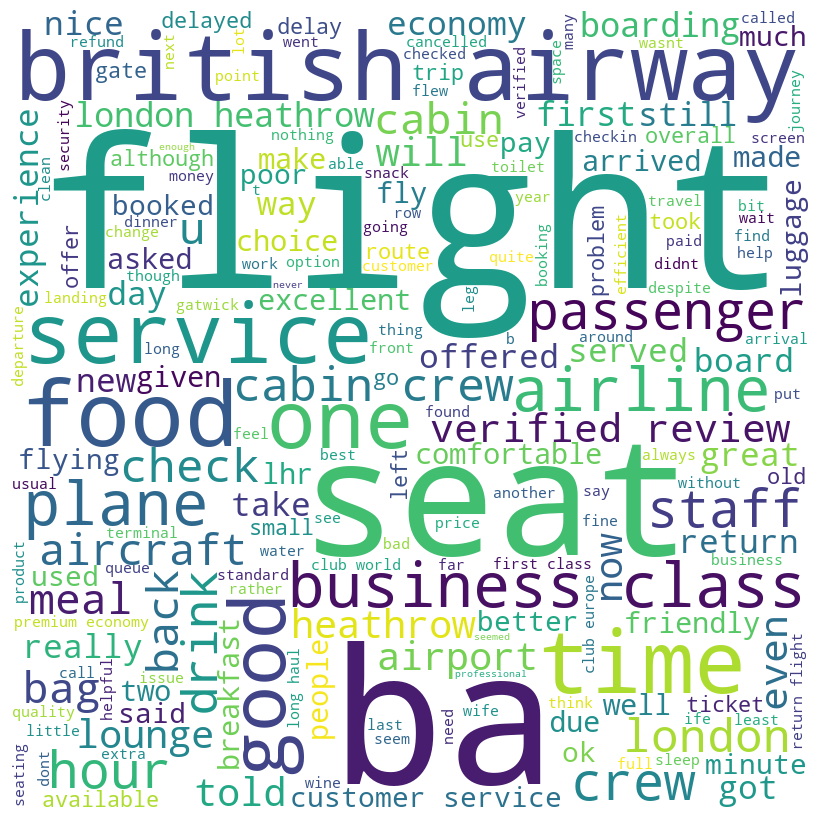 nice delayed delay economy boarding called much
refund next lot went cancelled checked many space wasnt
british airway
gate point trip flew verified journey
london heathrow cabin first still
experience security nothing will use pay checkin overall screen
flight
enough although make able snack toilet arrived made
clean money t poor fly year travel bit
booked dinner way row going took wait luggage
offer change u choice route booking paid find
asked though work option customer quite efficient problem didnt help
day landing never leg despite
departure gatwick excellent
service long front thing b around passenger arrival
offered served board
new given cabin crew go airline put
food one found verified review
feel
flying check lhr best left comfortable always great
usual see another say without old
plane terminal small take seat price fine staff
aircraft water bad return
product queue standard club world far first class now business
used rather
meal back drink good business class
premium economy heathrow better club europe friendly
really call breakfast seemed airport time even
bag issue helpful long haul people professional return flight
quality two last need wife think well ticket
little said lounge seem ba due ife least london
seating dont extra ok sleep
hour wine full crew minute
available told customer service got